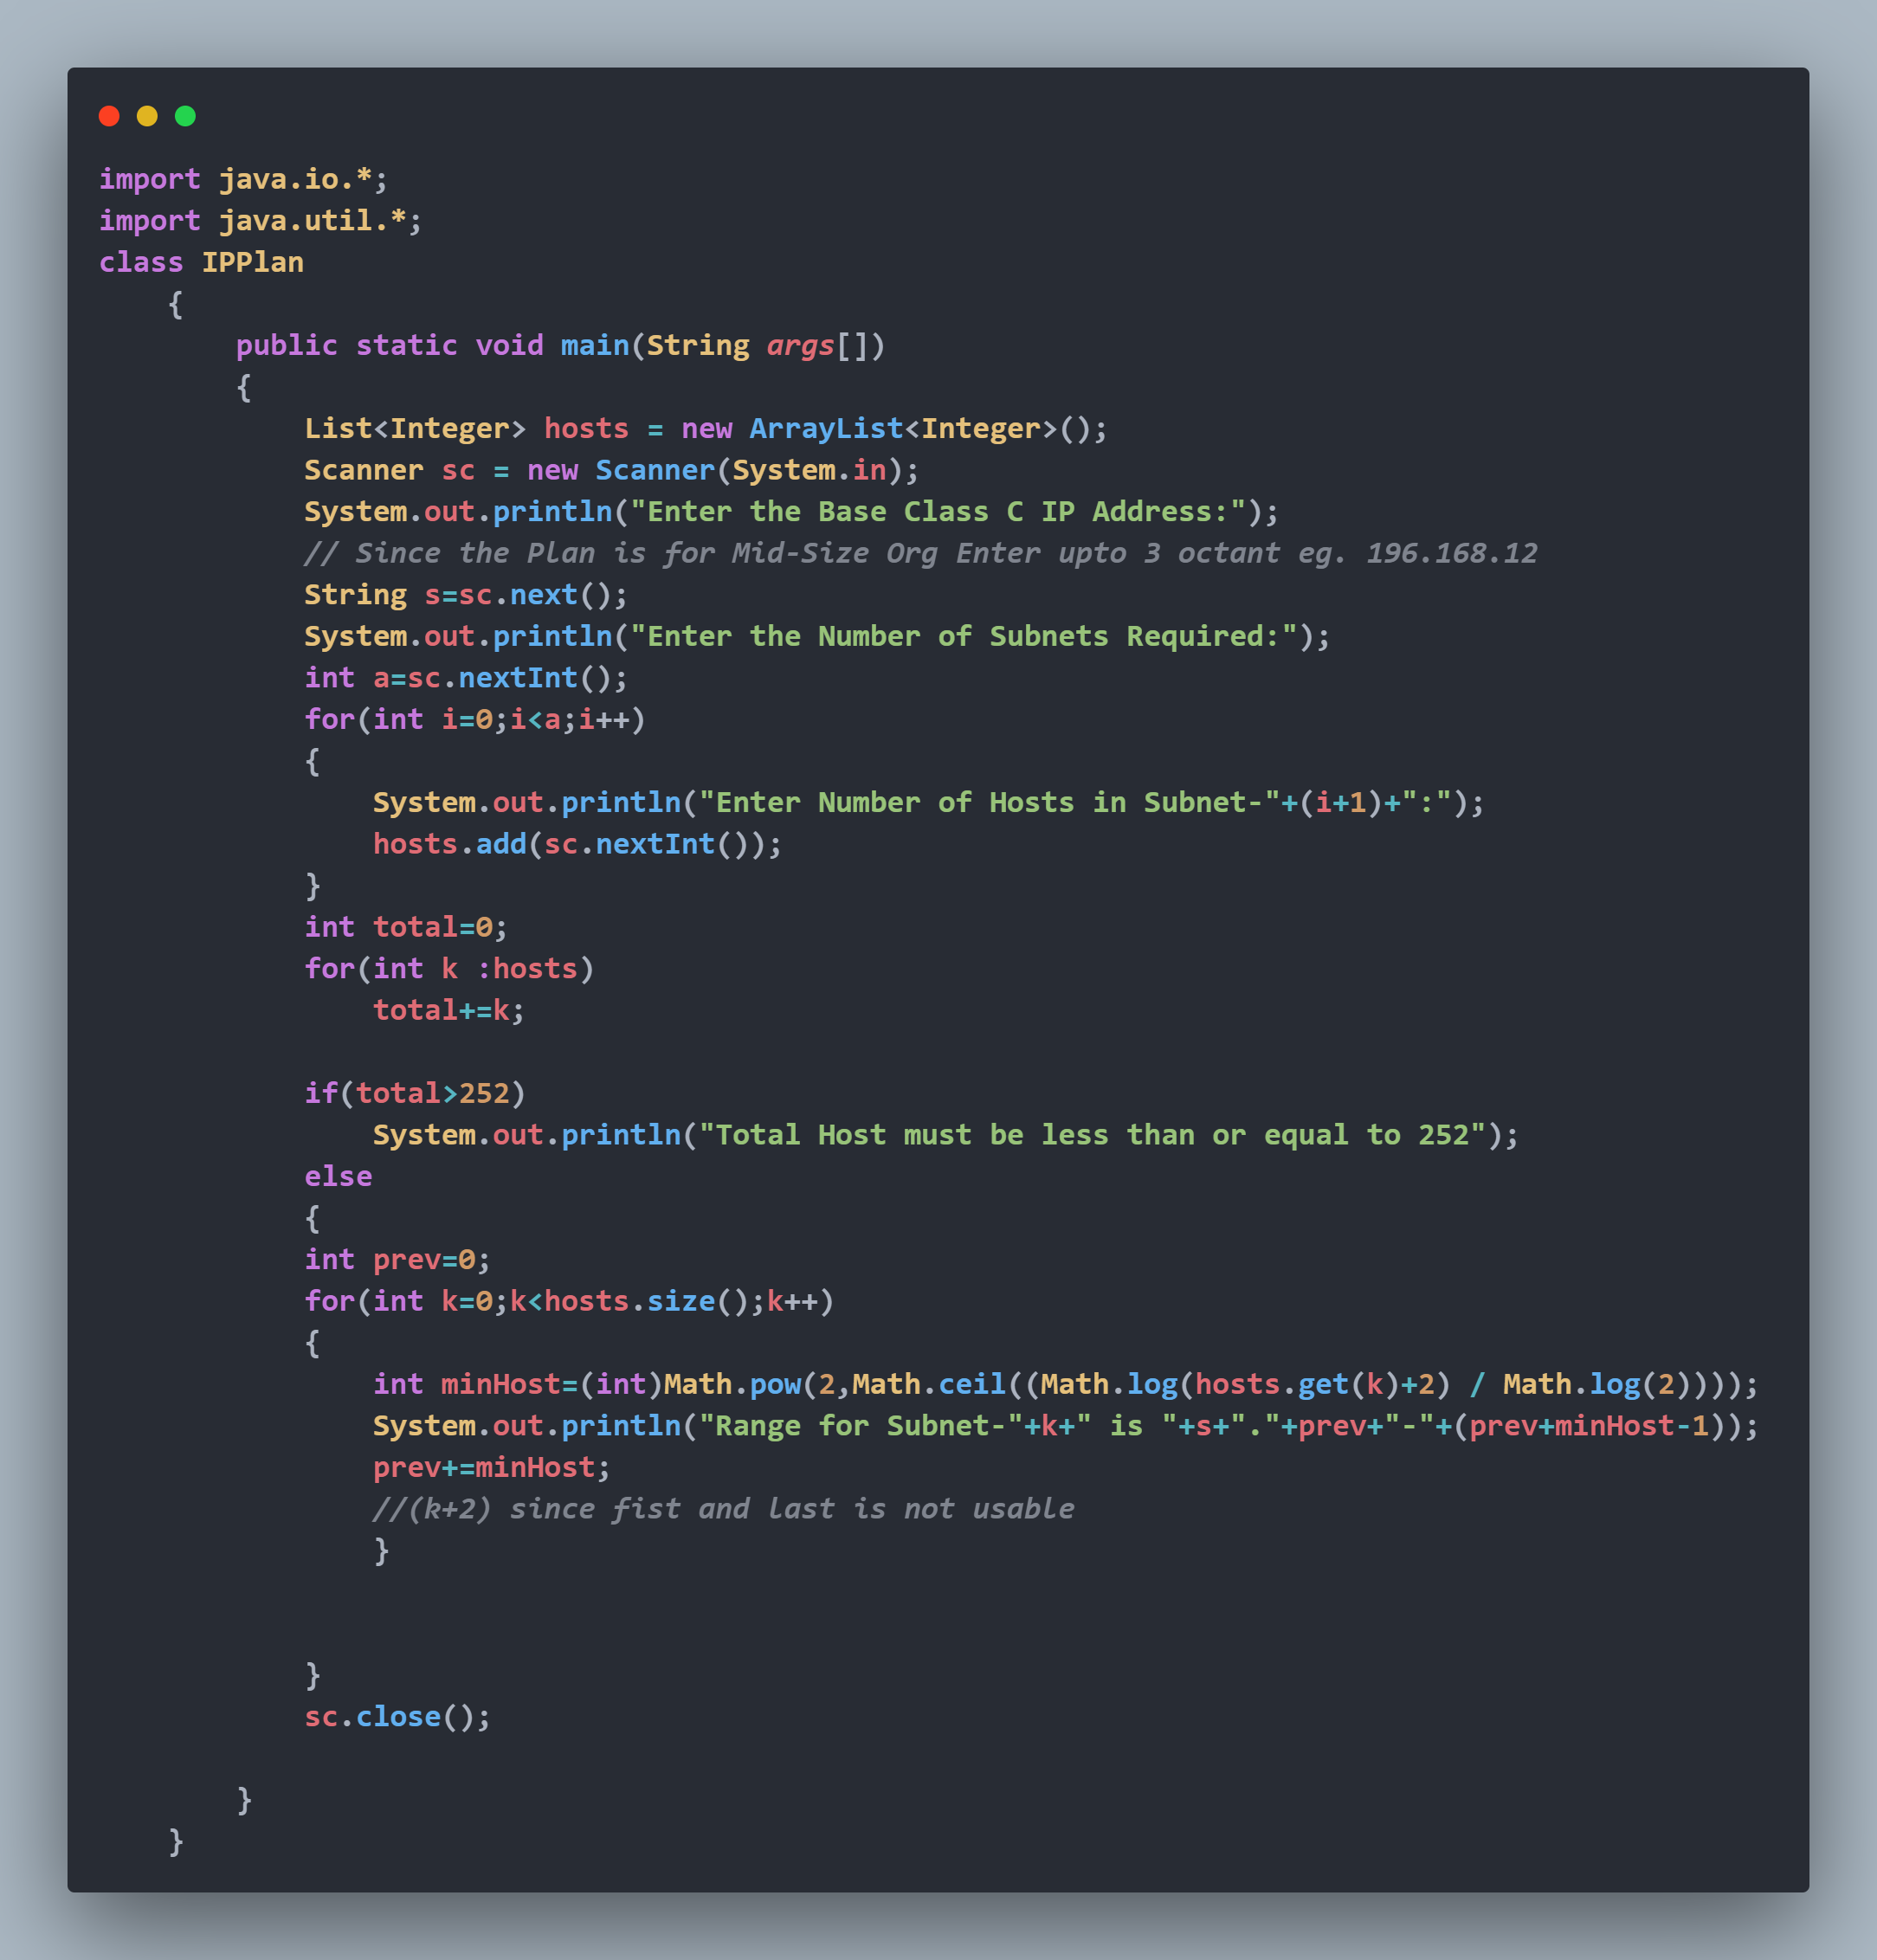 import java.io.*;
import java.util.*;
class IPPlan
    {
        public static void main(String args[])
        {
            List<Integer> hosts = new ArrayList<Integer>();
            Scanner sc = new Scanner(System.in);
            System.out.println("Enter the Base Class C IP Address:");
            // Since the Plan is for Mid-Size Org Enter upto 3 octant eg. 196.168.12
            String s=sc.next();
            System.out.println("Enter the Number of Subnets Required:");
            int a=sc.nextInt();
            for(int i=0;i<a;i++)
            {
                System.out.println("Enter Number of Hosts in Subnet-"+(i+1)+":");
                hosts.add(sc.nextInt());
            }
            int total=0;
            for(int k :hosts)
                total+=k;

            if(total>252)
                System.out.println("Total Host must be less than or equal to 252");
            else
            {
            int prev=0;
            for(int k=0;k<hosts.size();k++)
            {
                int minHost=(int)Math.pow(2,Math.ceil((Math.log(hosts.get(k)+2) / Math.log(2))));
                System.out.println("Range for Subnet-"+k+" is "+s+"."+prev+"-"+(prev+minHost-1));
                prev+=minHost;
                //(k+2) since fist and last is not usable
                }


            }
            sc.close();

        }
    }